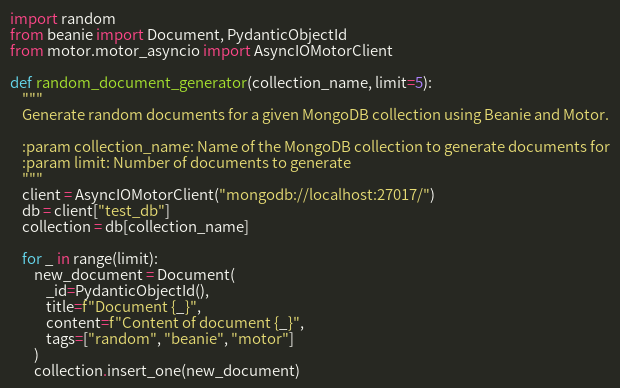 import random
from beanie import Document, PydanticObjectId
from motor.motor_asyncio import AsyncIOMotorClient

def random_document_generator(collection_name, limit=5):
    """
    Generate random documents for a given MongoDB collection using Beanie and Motor.

    :param collection_name: Name of the MongoDB collection to generate documents for
    :param limit: Number of documents to generate
    """
    client = AsyncIOMotorClient("mongodb://localhost:27017/")
    db = client["test_db"]
    collection = db[collection_name]

    for _ in range(limit):
        new_document = Document(
            _id=PydanticObjectId(),
            title=f"Document {_}",
            content=f"Content of document {_}",
            tags=["random", "beanie", "motor"]
        )
        collection.insert_one(new_document)